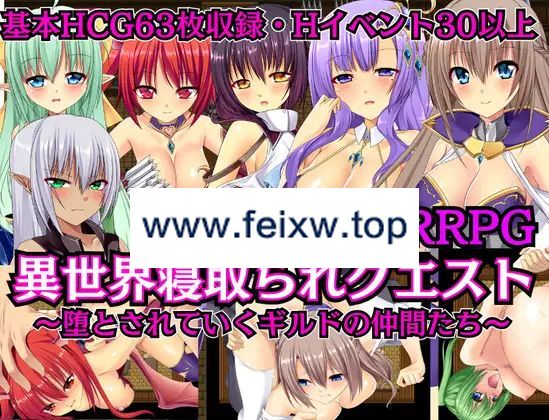 基本HCG63枚収録・Hイベント30以上
www.feixw.top
RRPG
異世界寝取られクエスト
～堕とされていくギルドの仲間たち～